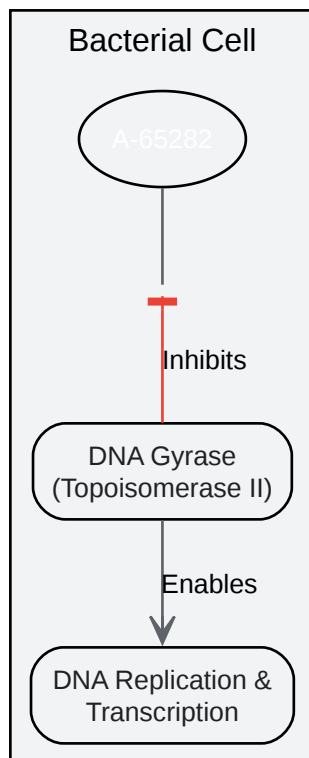 Bacterial Cell
A-65282
Inhibits
DNA Gyrase
(Topoisomerase II)
Enables
DNA Replication &
Transcription